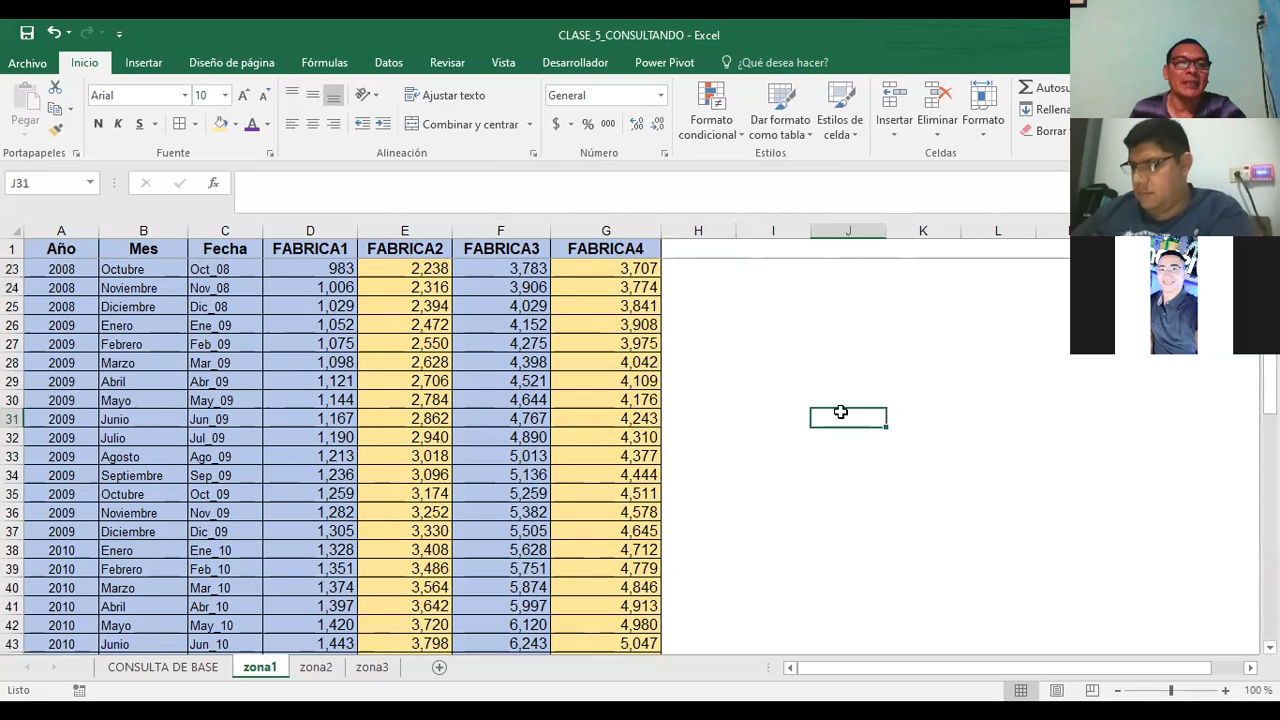 CLASE_5_CONSULTANDO - Excel
Archivo Inicio Insertar Diseño de página Fórmulas Datos Revisar Vista Desarrollador Power Pivot ¿Qué desea hacer?
Pegar Arial 10 Ajustar texto General Formato condicional Dar formato como tabla Estilos de celda Insertar Eliminar Formato Autosu
N K S Combinar y centrar $ % 000 Rellena
Borrar
Portapapeles Fuente Alineación Número Estilos Celdas
J31 fx
A B C D E F G H I J K L
1 Año Mes Fecha FABRICA1 FABRICA2 FABRICA3 FABRICA4
23 2008 Octubre Oct_08 983 2,238 3,783 3,707
24 2008 Noviembre Nov_08 1,006 2,316 3,906 3,774
25 2008 Diciembre Dic_08 1,029 2,394 4,029 3,841
26 2009 Enero Ene_09 1,052 2,472 4,152 3,908
27 2009 Febrero Feb_09 1,075 2,550 4,275 3,975
28 2009 Marzo Mar_09 1,098 2,628 4,398 4,042
29 2009 Abril Abr_09 1,121 2,706 4,521 4,109
30 2009 Mayo May_09 1,144 2,784 4,644 4,176
31 2009 Junio Jun_09 1,167 2,862 4,767 4,243
32 2009 Julio Jul_09 1,190 2,940 4,890 4,310
33 2009 Agosto Ago_09 1,213 3,018 5,013 4,377
34 2009 Septiembre Sep_09 1,236 3,096 5,136 4,444
35 2009 Octubre Oct_09 1,259 3,174 5,259 4,511
36 2009 Noviembre Nov_09 1,282 3,252 5,382 4,578
37 2009 Diciembre Dic_09 1,305 3,330 5,505 4,645
38 2010 Enero Ene_10 1,328 3,408 5,628 4,712
39 2010 Febrero Feb_10 1,351 3,486 5,751 4,779
40 2010 Marzo Mar_10 1,374 3,564 5,874 4,846
41 2010 Abril Abr_10 1,397 3,642 5,997 4,913
42 2010 Mayo May_10 1,420 3,720 6,120 4,980
43 2010 Junio Jun_10 1,443 3,798 6,243 5,047
CONSULTA DE BASE zona1 zona2 zona3
Listo 100 %